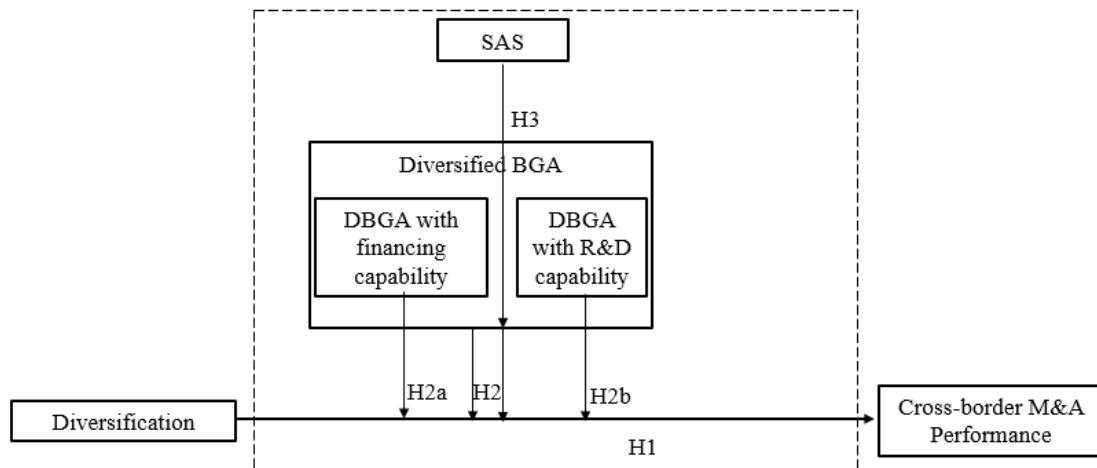 SAS
H3
Diversified BGA
DBGA with
financing
capability
DBGA
with R&D
capability
H2a
H2
H2b
Diversification
Cross-border M&A
Performance
H1